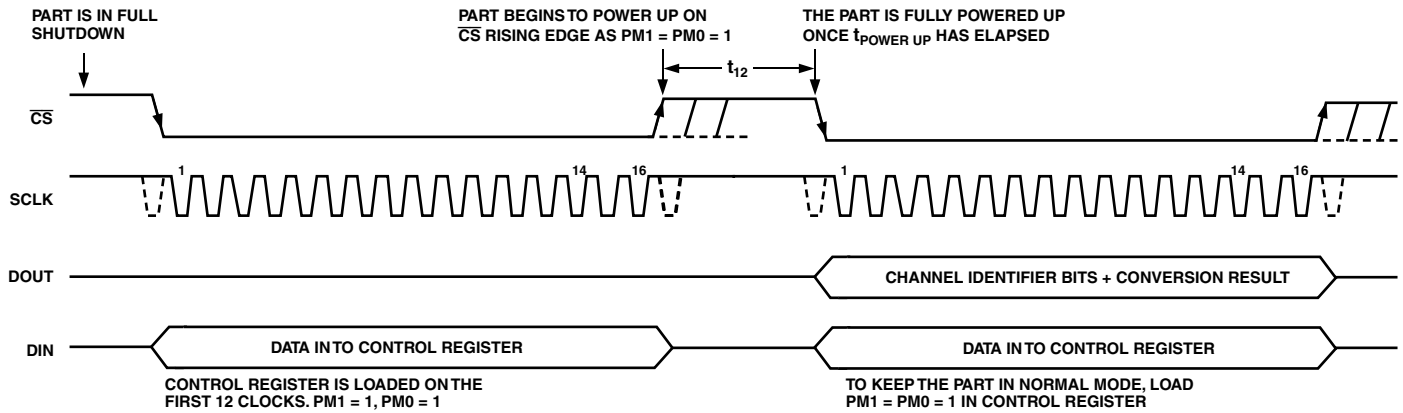 PART IS IN FULL
SHUTDOWN
PART BEGINS TO POWER UP ON
CS RISING EDGE AS PM1 = PM0 = 1
THE PART IS FULLY POWERED UP
ONCE tPOWER UP HAS ELAPSED
t12
CS
1
14
16
1
14
16
SCLK
DOUT
CHANNEL IDENTIFIER BITS + CONVERSION RESULT
DIN
DATA INTO CONTROL REGISTER
DATA INTO CONTROL REGISTER
CONTROL REGISTER IS LOADED ON THE
FIRST 12 CLOCKS. PM1 = 1, PM0 = 1
TO KEEP THE PART IN NORMAL MODE, LOAD
PM1 = PM0 = 1 IN CONTROL REGISTER